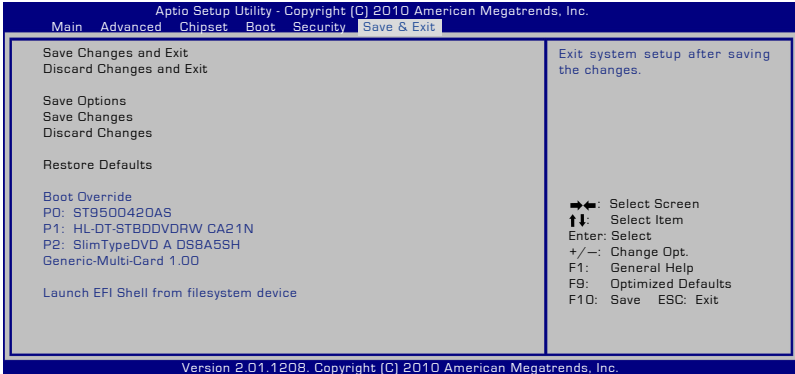 Aptio Setup Utility - Copyright (C) 2010 American Megatrends, Inc.
Main Advanced Chipset Boot Security Save & Exit
Save Changes and Exit
Discard Changes and Exit
Save Options
Save Changes
Discard Changes
Restore Defaults
Boot Override
P0: ST9500420AS
P1: HL-DT-STBDDVDRW CA21N
P2: SlimTypeDVD A DS8A5SH
Generic-Multi-Card 1.00
Launch EFI Shell from filesystem device
Exit system setup after saving
the changes.
→←: Select Screen
↑↓: Select Item
Enter: Select
+/—: Change Opt.
F1: General Help
F9: Optimized Defaults
F10: Save ESC: Exit
Version 2.01.1208. Copyright (C) 2010 American Megatrends, Inc.